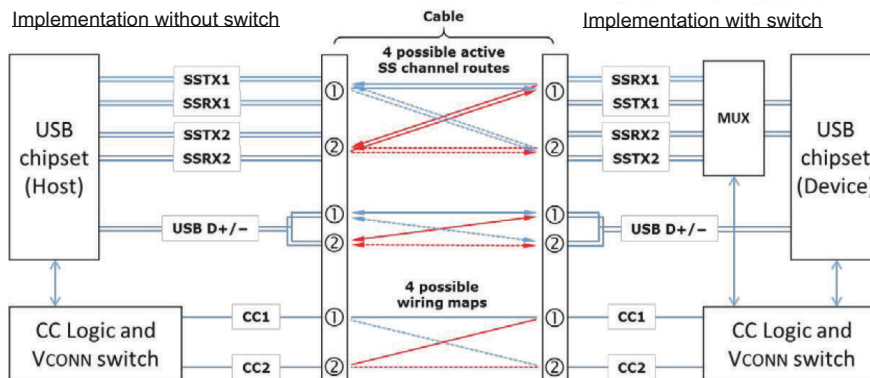 Implementation without switch
Cable
Implementation with switch
4 possible active
SS channel routes
USB
chipset
(Host)
SSTX1
SSRX1
SSTX2
SSRX2
USB D+/−
①
②
①
②
①
②
SSRX1
SSTX1
SSRX2
SSTX2
USB D+/−
①
②
①
②
①
②
MUX
USB
chipset
(Device)
4 possible
wiring maps
CC Logic and
VCONN switch
CC1
CC2
CC1
CC2
CC Logic and
VCONN switch